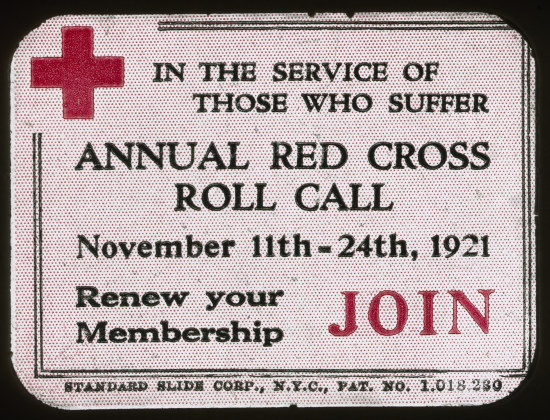 IN THE SERVICE OF
THOSE WHO SUFFER
ANNUAL RED CROSS
ROLL CALL
November 11th-24th, 1921
Renew your
Membership
JOIN
STANDARD SLIDE CORP., N.Y.C., PAT. NO. 1,018,280